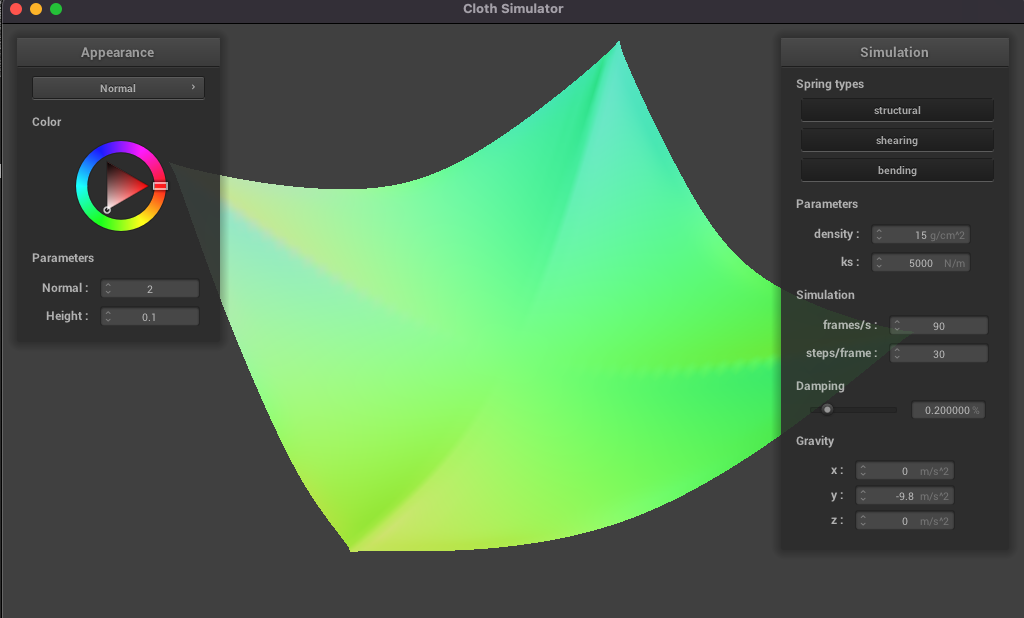 Cloth Simulator
Appearance
Normal
Color
Parameters
Normal : 2
Height : 0.1
Simulation
Spring types
structural
shearing
bending
Parameters
density : 15 g/cm^2
ks : 5000 N/m
Simulation
frames/s : 90
steps/frame : 30
Damping
0.200000 %
Gravity
x : 0 m/s^2
y : -9.8 m/s^2
z : 0 m/s^2